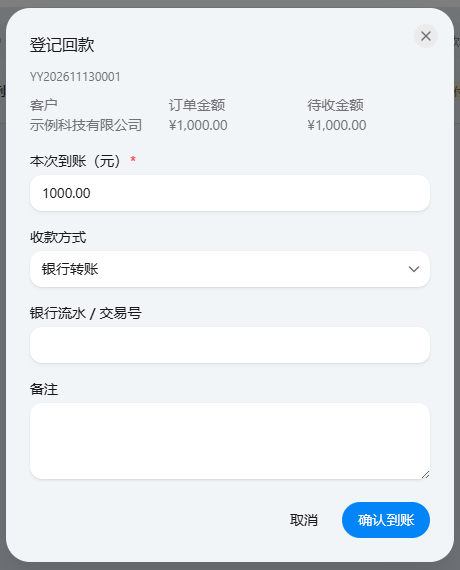 登记回款
YY202611130001
客户 订单金额 待收金额
示例科技有限公司 ¥1,000.00 ¥1,000.00
本次到账（元） *
1000.00
收款方式
银行转账
银行流水 / 交易号
备注
取消 确认到账